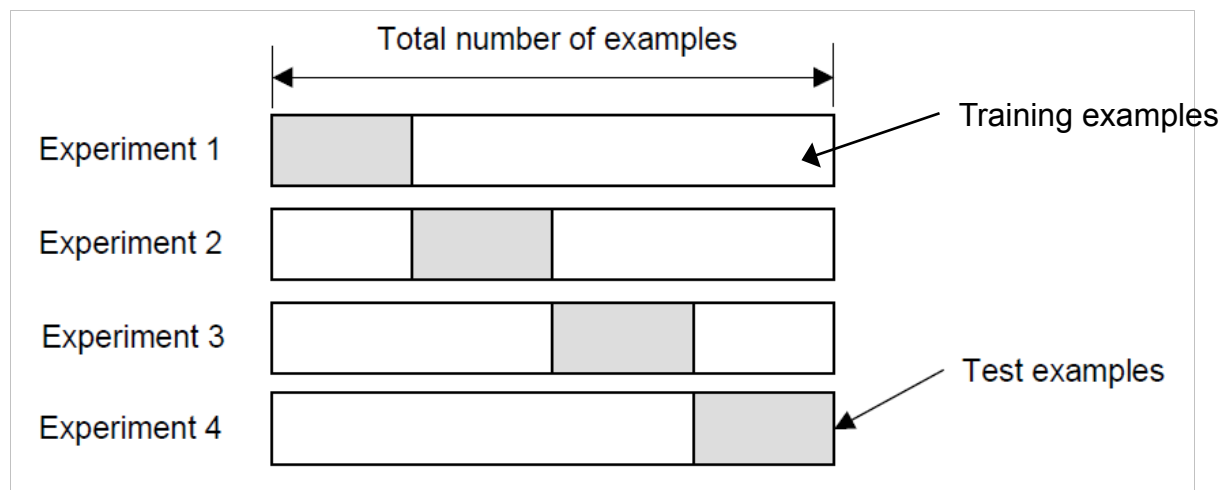 Total number of examples
Training examples
Experiment 1
Experiment 2
Experiment 3
Test examples
Experiment 4